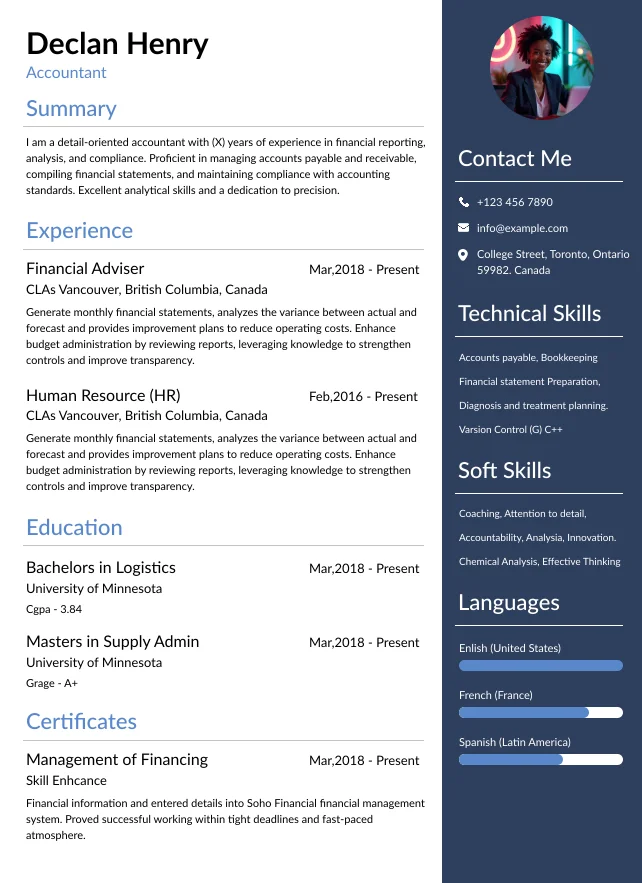 Declan Henry
Accountant
Summary
I am a detail-oriented accountant with (X) years of experience in financial reporting,
analysis, and compliance. Proficient in managing accounts payable and receivable,
compiling financial statements, and maintaining compliance with accounting
standards. Excellent analytical skills and a dedication to precision.
Experience
Financial Adviser
Mar,2018 - Present
CLAs Vancouver, British Columbia, Canada
Generate monthly financial statements, analyzes the variance between actual and
forecast and provides improvement plans to reduce operating costs. Enhance
budget administration by reviewing reports, leveraging knowledge to strengthen
controls and improve transparency.
Human Resource (HR)
Feb,2016 - Present
CLAs Vancouver, British Columbia, Canada
Generate monthly financial statements, analyzes the variance between actual and
forecast and provides improvement plans to reduce operating costs. Enhance
budget administration by reviewing reports, leveraging knowledge to strengthen
controls and improve transparency.
Education
Bachelors in Logistics
Mar,2018 - Present
University of Minnesota
Cgpa - 3.84
Masters in Supply Admin
Mar,2018 - Present
University of Minnesota
Grage - A+
Certificates
Management of Financing
Mar,2018 - Present
Skill Enhcance
Financial information and entered details into Soho Financial financial management
system. Proved successful working within tight deadlines and fast-paced
atmosphere.
Contact Me
+123 456 7890
info@example.com
College Street, Toronto, Ontario
59982. Canada
Technical Skills
Accounts payable, Bookkeeping
Financial statement Preparation,
Diagnosis and treatment planning.
Varsion Control (G) C++
Soft Skills
Coaching, Attention to detail,
Accountability, Analysia, Innovation.
Chemical Analysis, Effective Thinking
Languages
Enlish (United States)
French (France)
Spanish (Latin America)